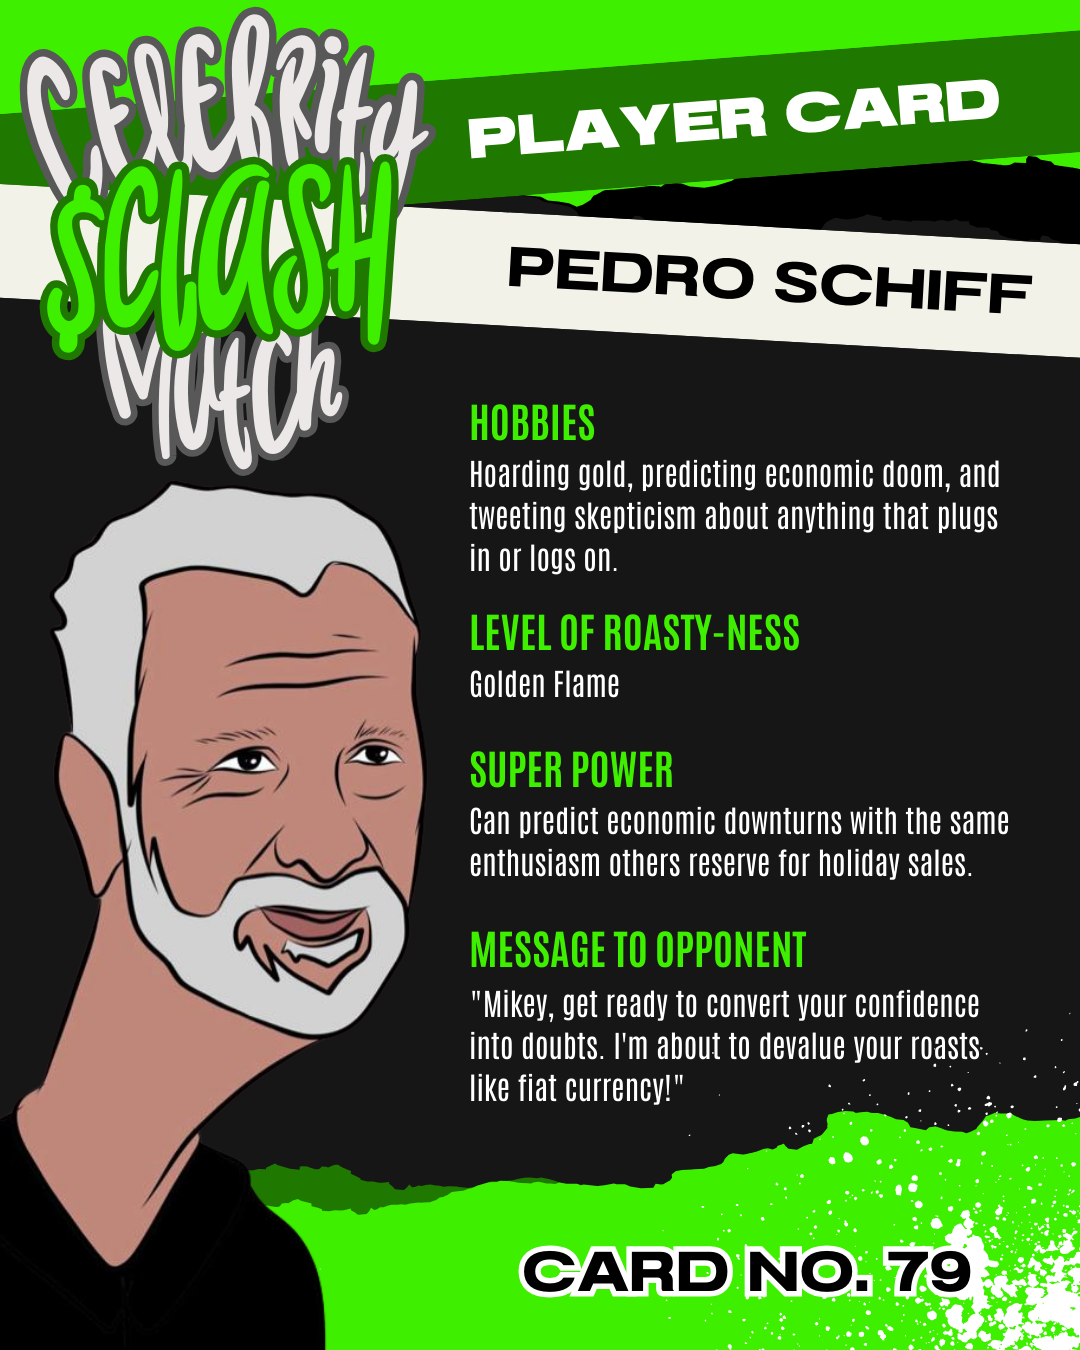 Celebrity
$CLASH
Match
PLAYER CARD
PEDRO SCHIFF
HOBBIES
Hoarding gold, predicting economic doom, and
tweeting skepticism about anything that plugs
in or logs on.
LEVEL OF ROASTY-NESS
Golden Flame
SUPER POWER
Can predict economic downturns with the same
enthusiasm others reserve for holiday sales.
MESSAGE TO OPPONENT
"Mikey, get ready to convert your confidence
into doubts. I'm about to devalue your roasts
like fiat currency!"
CARD NO. 79